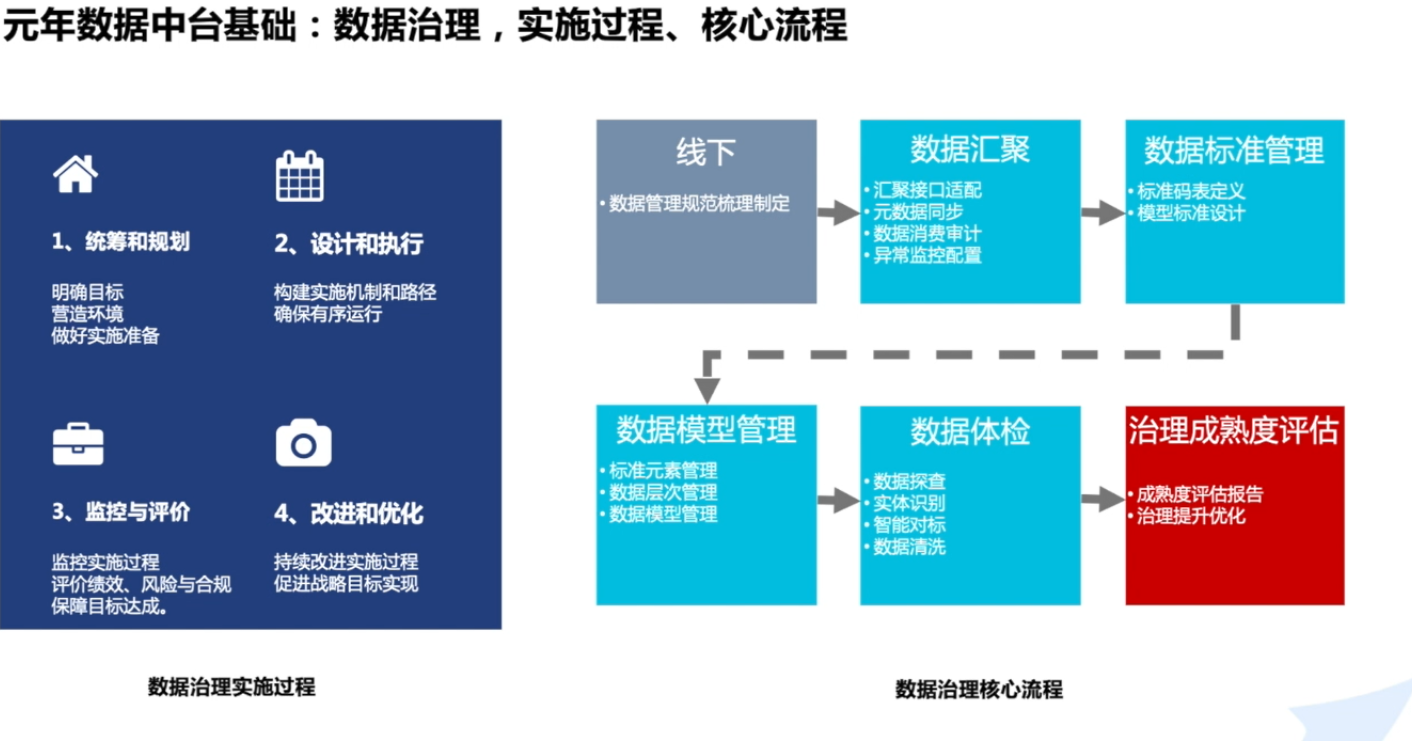 元年数据中台基础：数据治理，实施过程、核心流程
1、统筹和规划
明确目标
营造环境
做好实施准备
2、设计和执行
构建实施机制和路径
确保有序运行
3、监控与评价
监控实施过程
评价绩效、风险与合规
保障目标达成。
4、改进和优化
持续改进实施过程
促进战略目标实现
数据治理实施过程
线下
• 数据管理规范梳理制定
数据汇聚
• 汇聚接口适配
• 元数据同步
• 数据消费审计
• 异常监控配置
数据标准管理
• 标准码表定义
• 模型标准设计
数据模型管理
• 标准元素管理
• 数据层次管理
• 数据模型管理
数据体检
• 数据探查
• 实体识别
• 智能对标
• 数据清洗
治理成熟度评估
• 成熟度评估报告
• 治理提升优化
数据治理核心流程